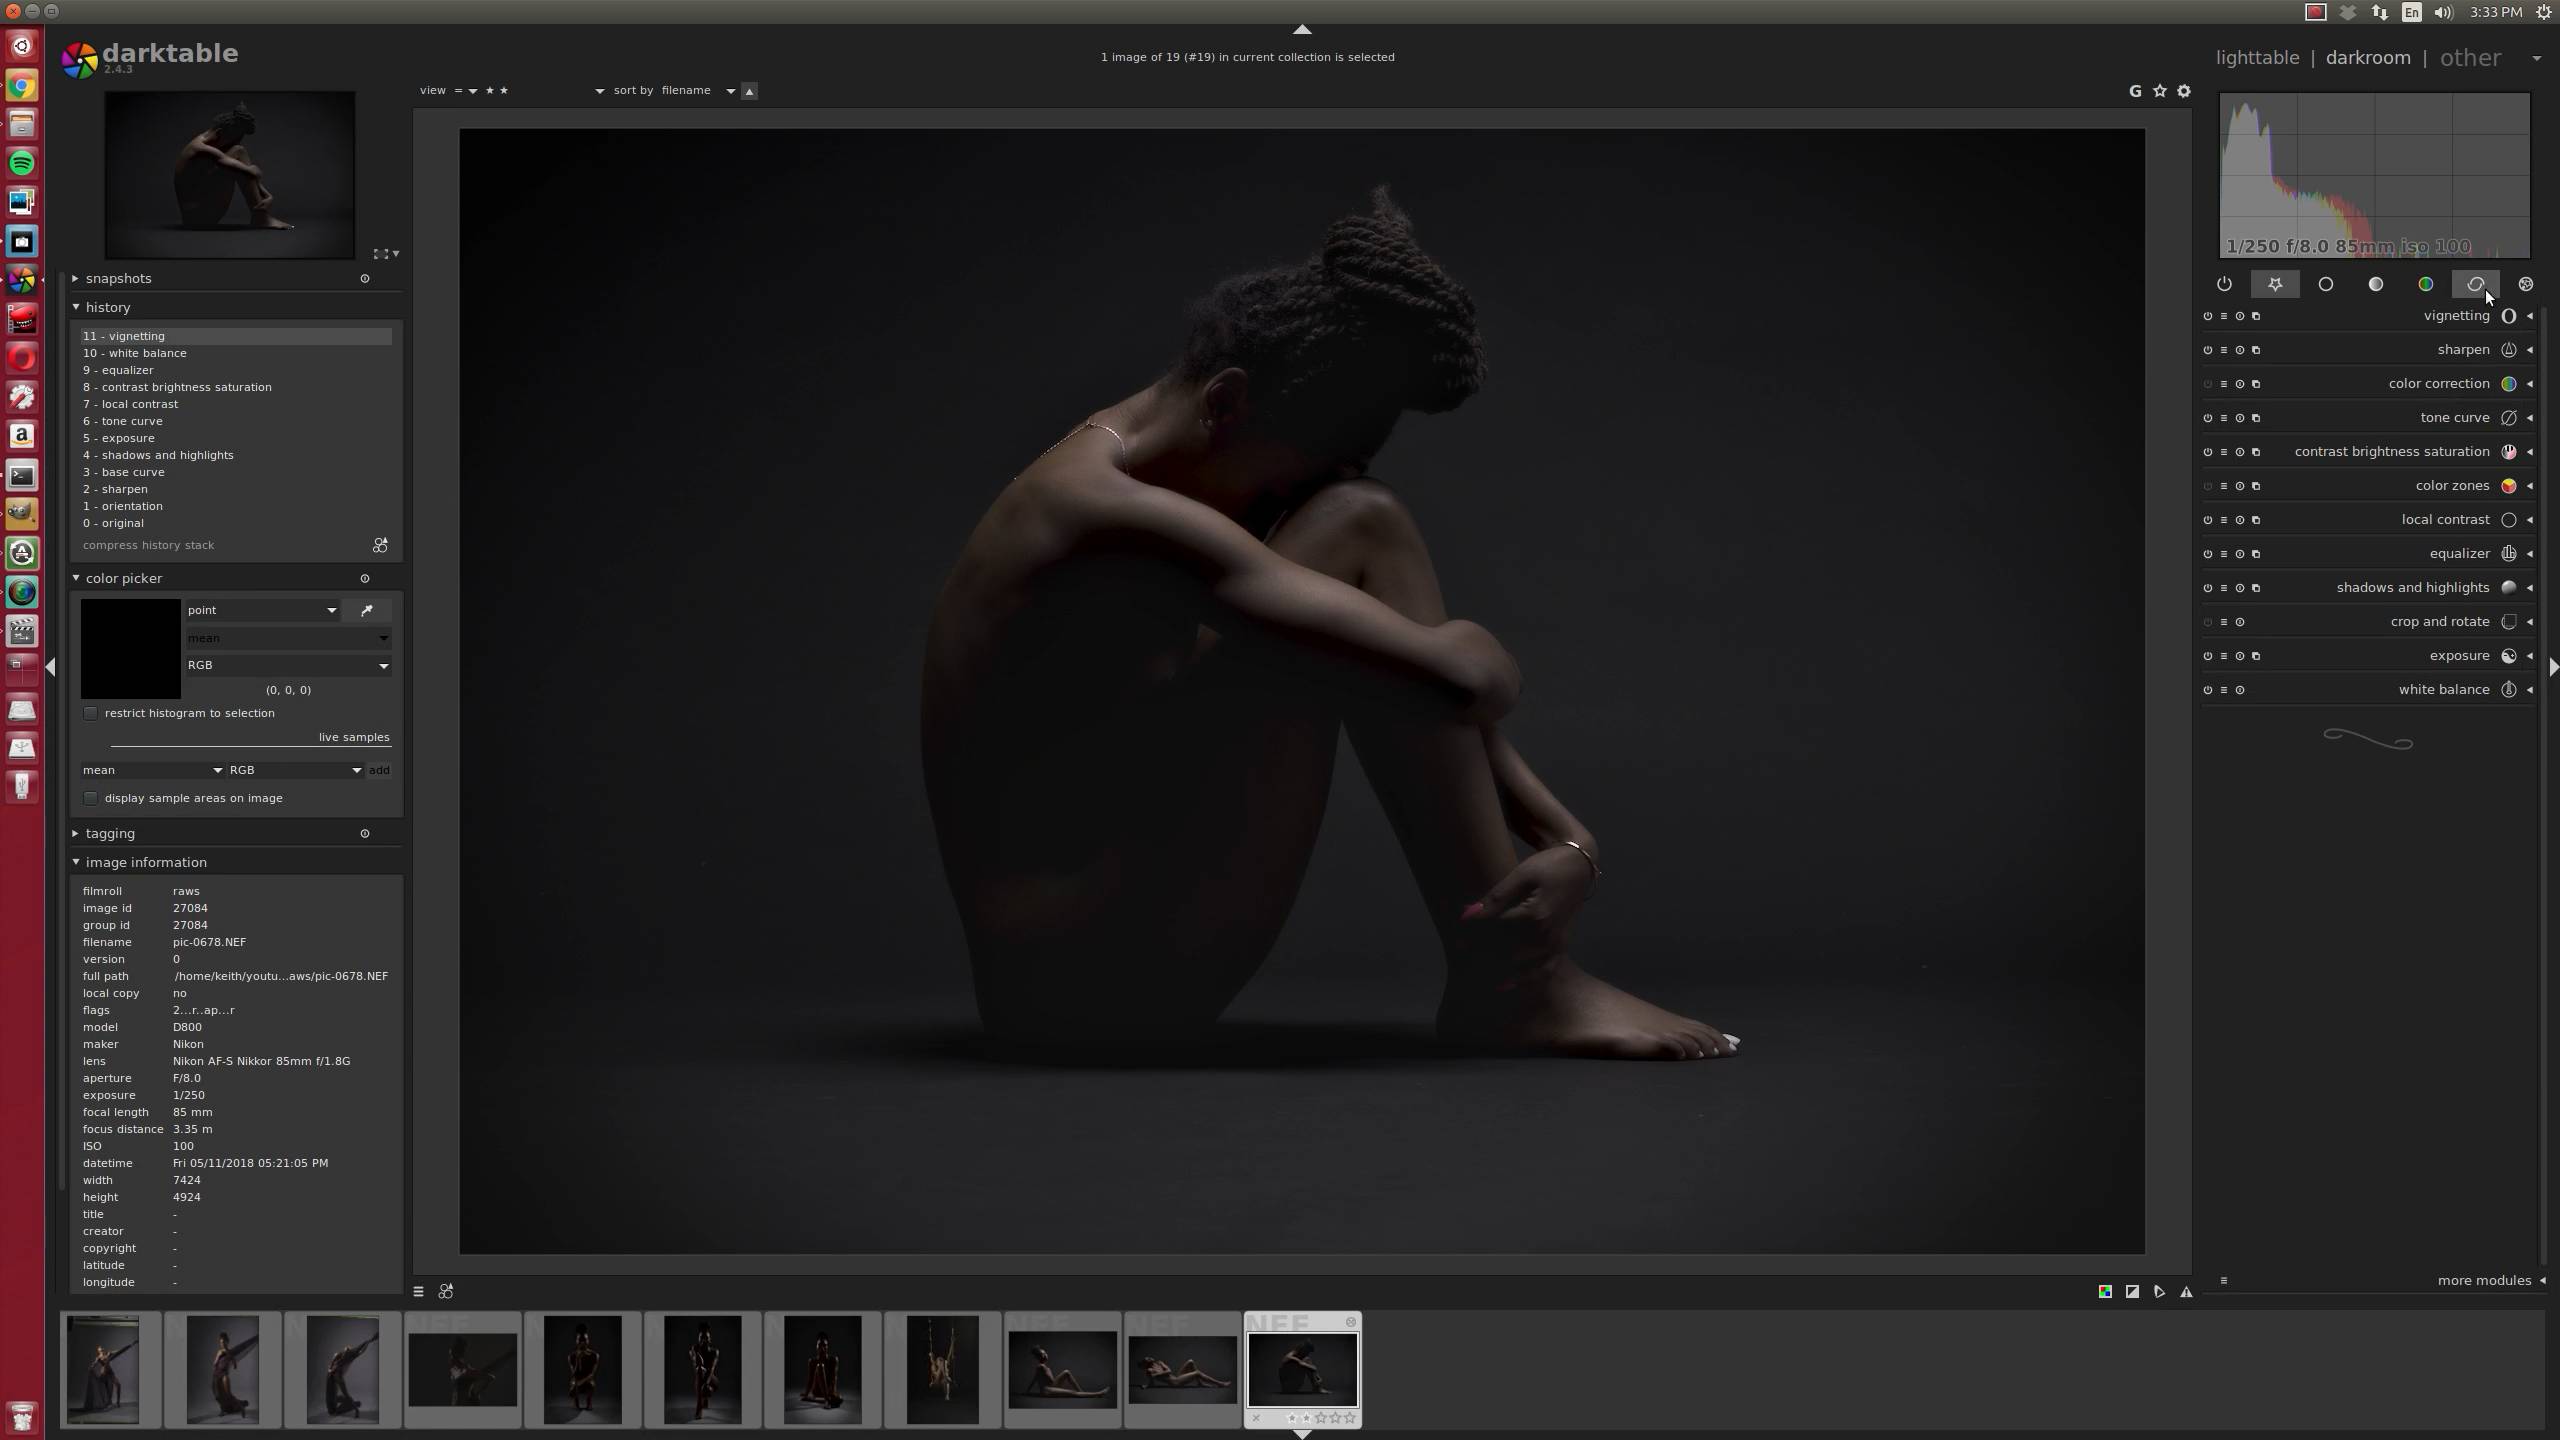 En
3:33 PM
darktable
2.4.3
1 image of 19 (#19) in current collection is selected
lighttable | darkroom | other
view = ★ ★ sort by filename
G
1/250 f/8.0 85mm iso 100
snapshots
history
11 - vignetting
10 - white balance
9 - equalizer
8 - contrast brightness saturation
7 - local contrast
6 - tone curve
5 - exposure
4 - shadows and highlights
3 - base curve
2 - sharpen
1 - orientation
0 - original
compress history stack
color picker
point
mean
RGB
(0, 0, 0)
restrict histogram to selection
live samples
mean RGB add
display sample areas on image
tagging
image information
filmroll raws
image id 27084
group id 27084
filename pic-0678.NEF
version 0
full path /home/keith/youtu...aws/pic-0678.NEF
local copy no
flags 2...r..ap...r
model D800
maker Nikon
lens Nikon AF-S Nikkor 85mm f/1.8G
aperture F/8.0
exposure 1/250
focal length 85 mm
focus distance 3.35 m
ISO 100
datetime Fri 05/11/2018 05:21:05 PM
width 7424
height 4924
title -
creator -
copyright -
latitude -
longitude -
vignetting
sharpen
color correction
tone curve
contrast brightness saturation
color zones
local contrast
equalizer
shadows and highlights
crop and rotate
exposure
white balance
more modules
NEF
NEF
NEF